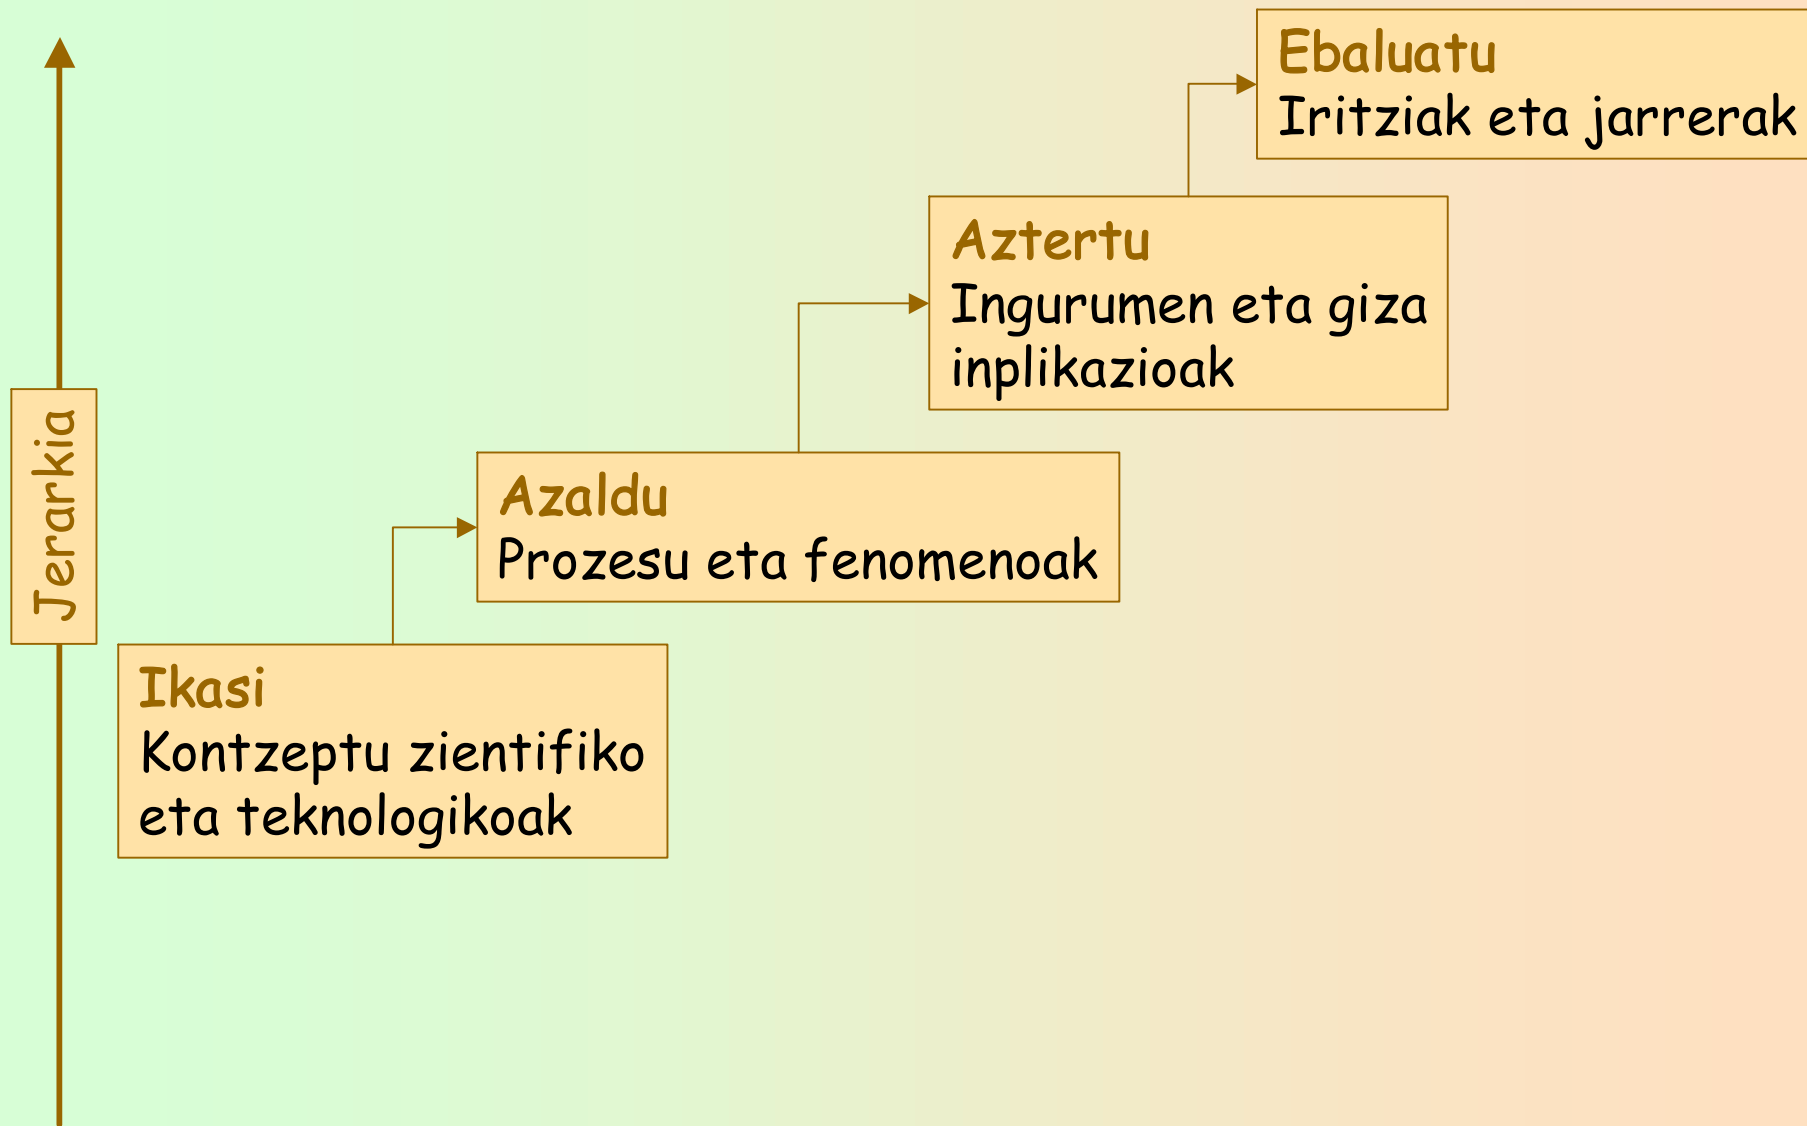 Ebaluatu
Iritziak eta jarrerak
Aztertu
Ingurumen eta giza
inplikazioak
Azaldu
Prozesu eta fenomenoak
Jerarkia
Ikasi
Kontzeptu zientifiko
eta teknologikoak